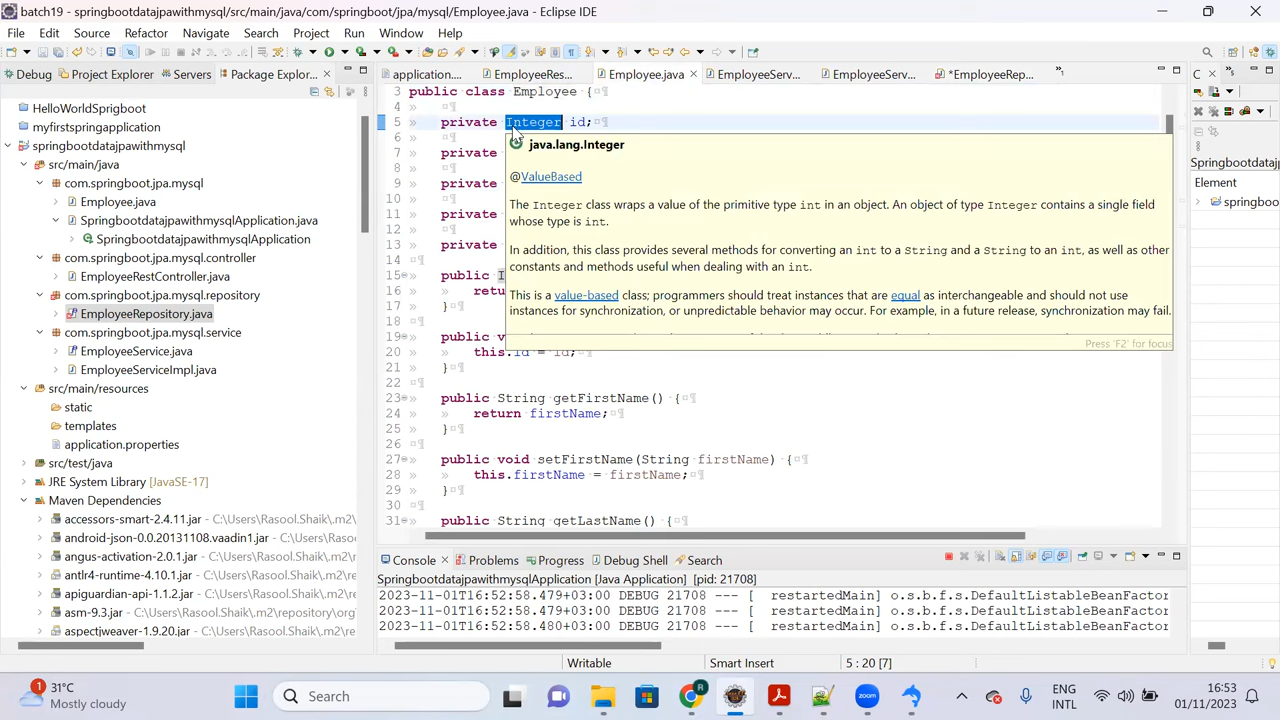 batch19 - springbootdatajpawithmysql/src/main/java/com/springboot/jpa/mysql/Employee.java - Eclipse IDE
File Edit Source Refactor Navigate Search Project Run Window Help
Debug Project Explorer Servers Package Explor...
application.... EmployeeRes... Employee.java EmployeeServ... EmployeeServ... *EmployeeRep...
C
HelloWorldSprigboot
myfirstspringapplication
springbootdatajpawithmysql
src/main/java
com.springboot.jpa.mysql
Employee.java
SpringbootdatajpawithmysqlApplication.java
SpringbootdatajpawithmysqlApplication
com.springboot.jpa.mysql.controller
EmployeeRestController.java
com.springboot.jpa.mysql.repository
EmployeeRepository.java
com.springboot.jpa.mysql.service
EmployeeService.java
EmployeeServiceImpl.java
src/main/resources
static
templates
application.properties
src/test/java
JRE System Library [JavaSE-17]
Maven Dependencies
accessors-smart-2.4.11.jar - C:\Users\Rasool.Shaik\.m2\r
android-json-0.0.20131108.vaadin1.jar - C:\Users\Rasool
angus-activation-2.0.1.jar - C:\Users\Rasool.Shaik\.m2\re
antlr4-runtime-4.10.1.jar - C:\Users\Rasool.Shaik\.m2\re
apiguardian-api-1.1.2.jar - C:\Users\Rasool.Shaik\.m2\re
asm-9.3.jar - C:\Users\Rasool.Shaik\.m2\repository\org
aspectjweaver-1.9.20.jar - C:\Users\Rasool.Shaik\.m2\re
3 public class Employee {
4
5 private Integer id;
6
7 private
8
9 private
10
11 private
12
13 private
14
15 public I
16 retu
17 }
18
19 public v
20 this.id = id;
21 }
22
23 public String getFirstName() {
24 return firstName;
25 }
26
27 public void setFirstName(String firstName) {
28 this.firstName = firstName;
29 }
30
31 public String getLastName() {
java.lang.Integer
@ValueBased
The Integer class wraps a value of the primitive type int in an object. An object of type Integer contains a single field
whose type is int.
In addition, this class provides several methods for converting an int to a String and a String to an int, as well as other
constants and methods useful when dealing with an int.
This is a value-based class; programmers should treat instances that are equal as interchangeable and should not use
instances for synchronization, or unpredictable behavior may occur. For example, in a future release, synchronization may fail.
Press 'F2' for focus
Springbootdatajpawithm
Element
springboo
Console Problems Progress Debug Shell Search
SpringbootdatajpawithmysqlApplication [Java Application] [pid: 21708]
2023-11-01T16:52:58.479+03:00 DEBUG 21708 --- [ restartedMain] o.s.b.f.s.DefaultListableBeanFactor
2023-11-01T16:52:58.479+03:00 DEBUG 21708 --- [ restartedMain] o.s.b.f.s.DefaultListableBeanFactor
2023-11-01T16:52:58.480+03:00 DEBUG 21708 --- [ restartedMain] o.s.b.f.s.DefaultListableBeanFactor
Writable Smart Insert 5 : 20 [7]
1
31°C
Mostly cloudy
Search
R
zoom
ENG
INTL
16:53
01/11/2023